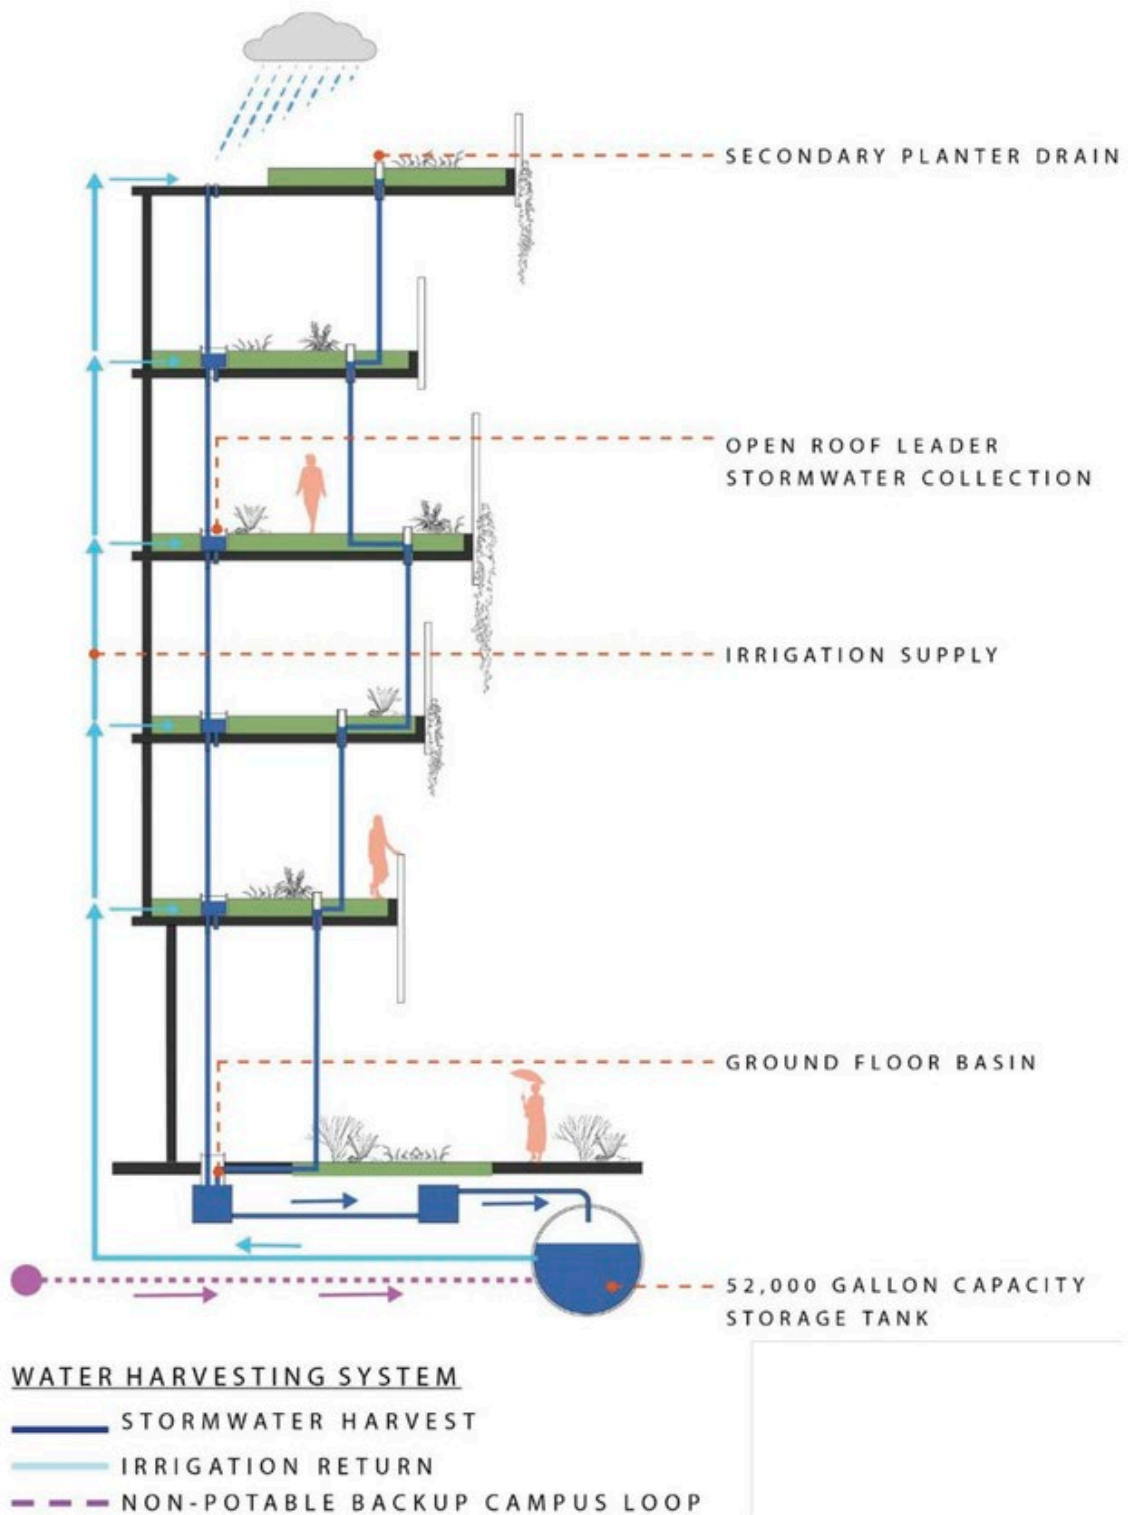 SECONDARY PLANTER DRAIN
OPEN ROOF LEADER
STORMWATER COLLECTION
IRRIGATION SUPPLY
GROUND FLOOR BASIN
52,000 GALLON CAPACITY
STORAGE TANK
WATER HARVESTING SYSTEM
STORMWATER HARVEST
IRRIGATION RETURN
NON-POTABLE BACKUP CAMPUS LOOP